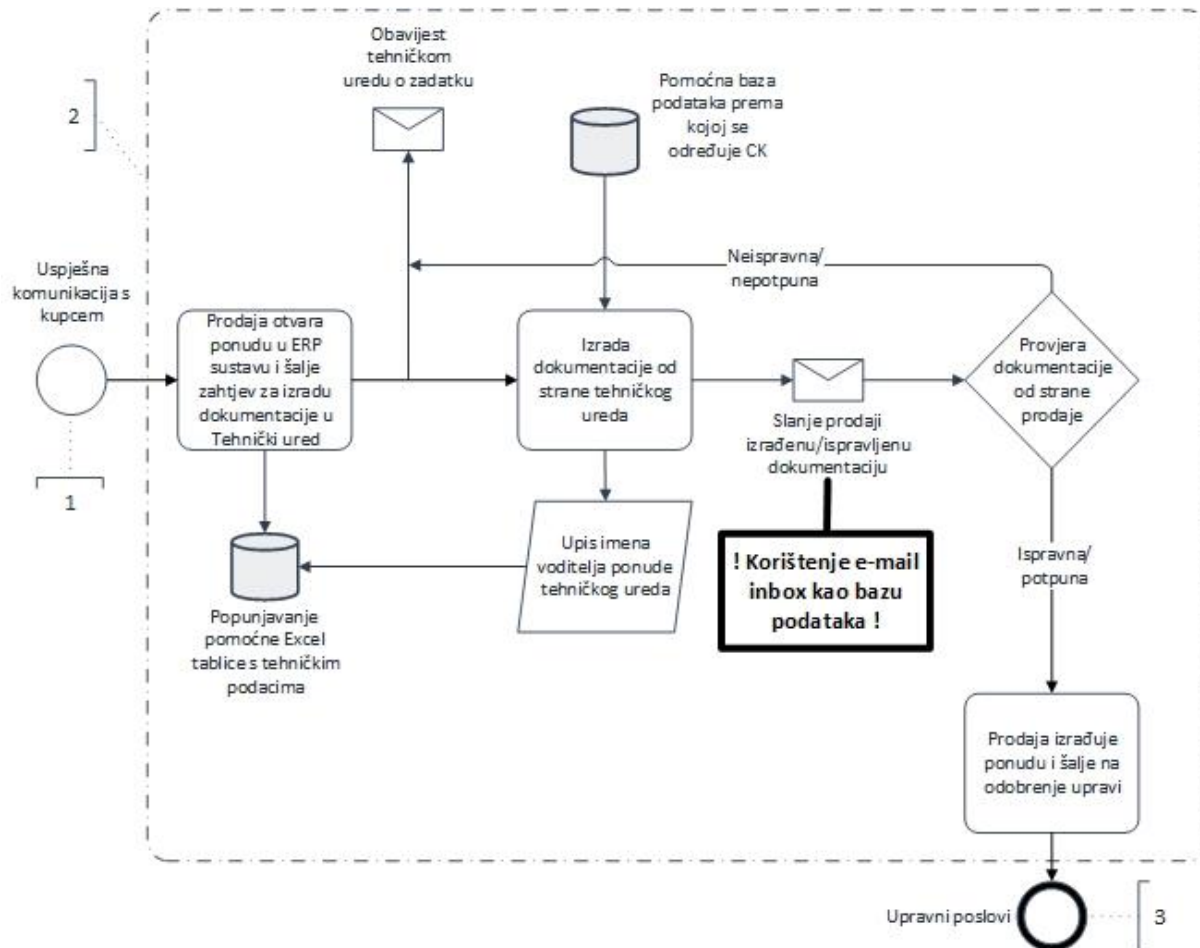 Obavijest
tehničkom
uredu o zadatku
2
Pomoćna baza
podataka prema
kojoj se
određuje CK
Uspješna
komunikacija s
kupcem
Neispravna/
nepotpuna
Prodaja otvara
ponudu u ERP
sustavu i šalje
zahtjev za izradu
dokumentacije u
Tehnički ured
Izrada
dokumentacije od
strane tehničkog
ureda
Provjera
dokumentacije
od strane
prodaje
Slanje prodaji
izrađenu/ispravljenu
dokumentaciju
1
Upis imena
voditelja ponude
tehničkog ureda
! Korištenje e-mail
inbox kao bazu
podataka !
Ispravna/
potpuna
Popunjavanje
pomoćne Excel
tablice s tehničkim
podacima
Prodaja izrađuje
ponudu i šalje na
odobrenje upravi
Upravni poslovi
3